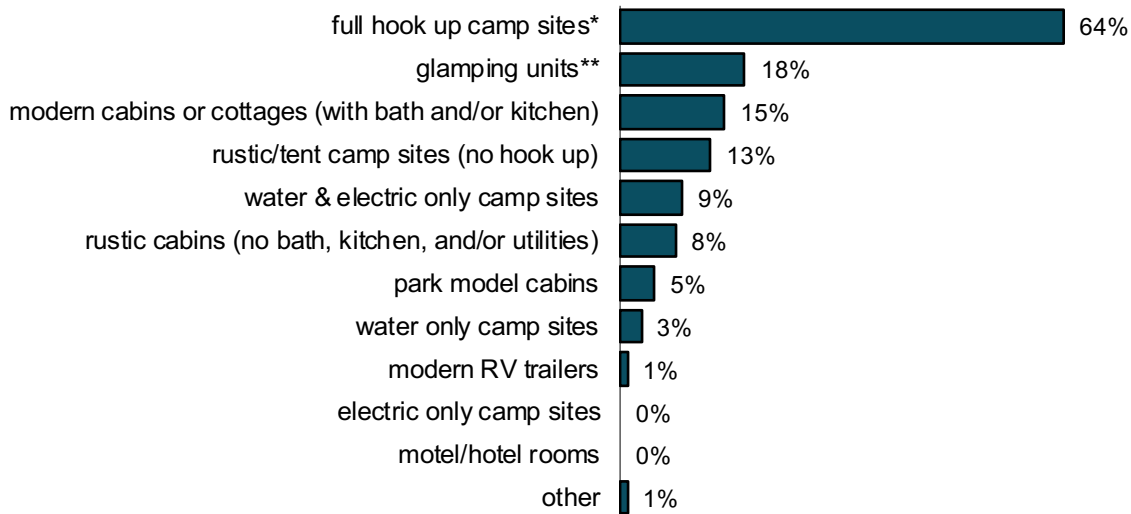 full hook up camp sites* 64%
glamping units** 18%
modern cabins or cottages (with bath and/or kitchen) 15%
rustic/tent camp sites (no hook up) 13%
water & electric only camp sites 9%
rustic cabins (no bath, kitchen, and/or utilities) 8%
park model cabins 5%
water only camp sites 3%
modern RV trailers 1%
electric only camp sites 0%
motel/hotel rooms 0%
other 1%